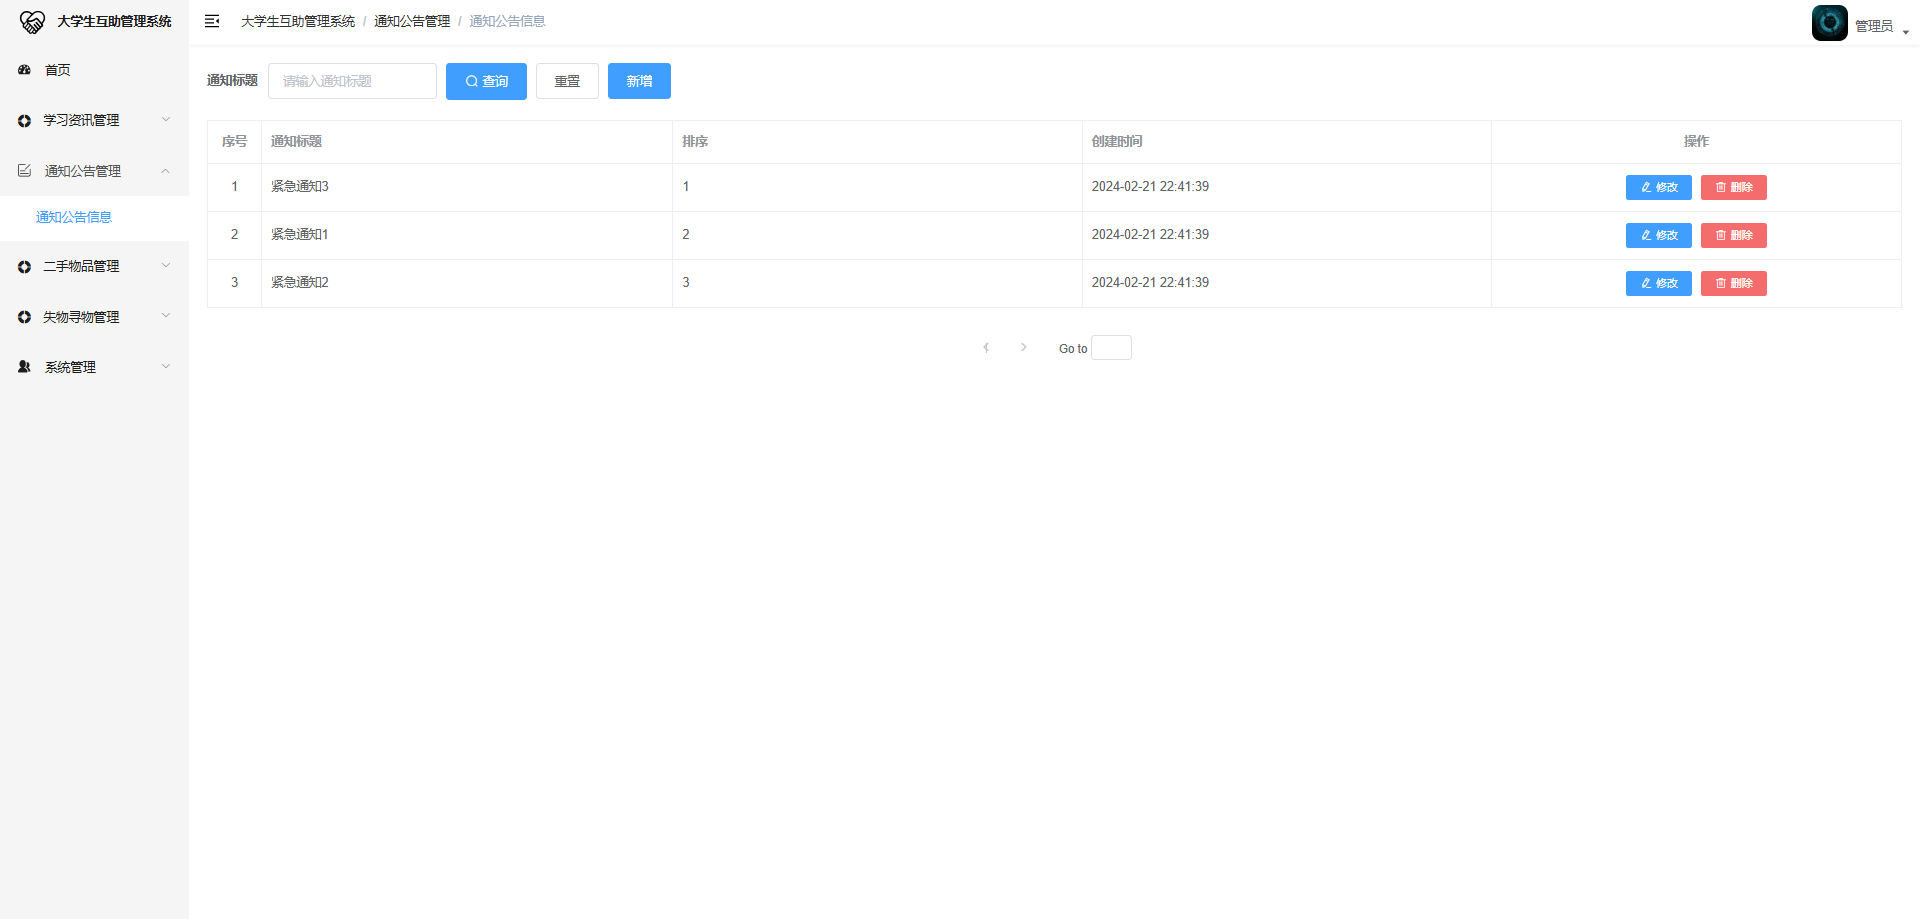 大学生互助管理系统
大学生互助管理系统 / 通知公告管理 / 通知公告信息
管理员
首页
学习资讯管理
通知公告管理
通知公告信息
二手物品管理
失物寻物管理
系统管理
通知标题 请输入通知标题 查询 重置 新增
序号 通知标题 排序 创建时间 操作
1 紧急通知3 1 2024-02-21 22:41:39 修改 删除
2 紧急通知1 2 2024-02-21 22:41:39 修改 删除
3 紧急通知2 3 2024-02-21 22:41:39 修改 删除
Go to